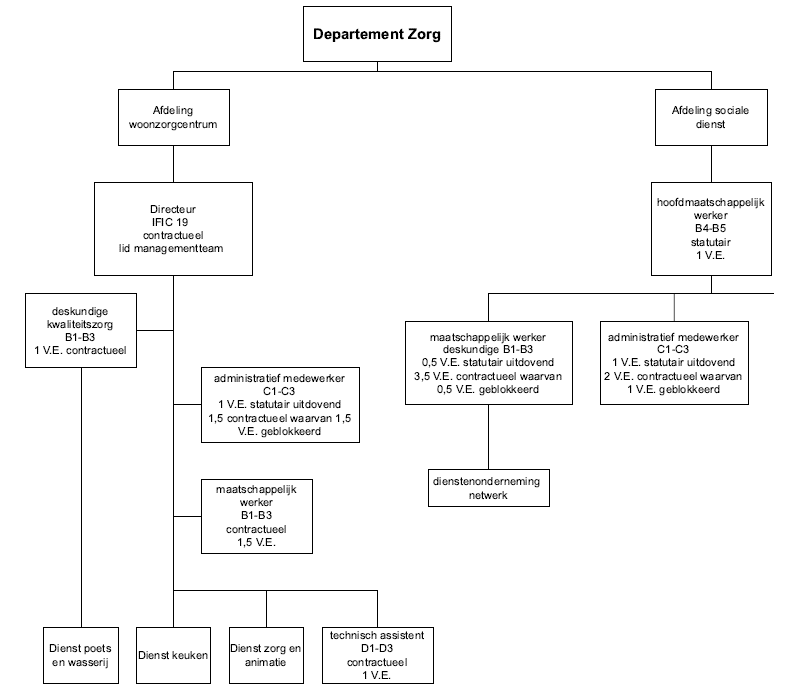 Departement Zorg
Afdeling
woonzorgcentrum
Afdeling sociale
dienst
Directeur
IFIC 19
contractueel
lid managementteam
hoofdmaatschappelijk
werker
B4-B5
statutair
1 V.E.
deskundige
kwaliteitszorg
B1-B3
1 V.E. contractueel
maatschappelijk werker
deskundige B1-B3
0,5 V.E. statutair uitdovend
3,5 V.E. contractueel waarvan
0,5 V.E. geblokkeerd
administratief medewerker
C1-C3
1 V.E. statutair uitdovend
2 V.E. contractueel waarvan
1 V.E. geblokkeerd
administratief medewerker
C1-C3
1 V.E. statutair uitdovend
1,5 contractueel waarvan 1,5
V.E. geblokkeerd
dienstenonderneming
netwerk
maatschappelijk
werker
B1-B3
contractueel
1,5 V.E.
Dienst poets
en wasserij
Dienst keuken
Dienst zorg en
animatie
technisch assistent
D1-D3
contractueel
1 V.E.